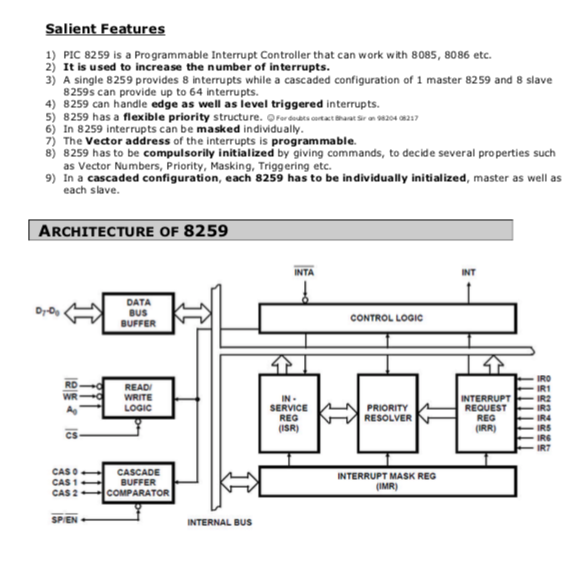 Salient Features
1) PIC 8259 is a Programmable Interrupt Controller that can work with 8085, 8086 etc.
2) It is used to increase the number of interrupts.
3) A single 8259 provides 8 interrupts while a cascaded configuration of 1 master 8259 and 8 slave
8259s can provide up to 64 interrupts.
4) 8259 can handle edge as well as level triggered interrupts.
5) 8259 has a flexible priority structure. ☺For doubts contact Bharat Sir on 98204 08217
6) In 8259 interrupts can be masked individually.
7) The Vector address of the interrupts is programmable.
8) 8259 has to be compulsorily initialized by giving commands, to decide several properties such
as Vector Numbers, Priority, Masking, Triggering etc.
9) In a cascaded configuration, each 8259 has to be individually initialized, master as well as
each slave.
ARCHITECTURE OF 8259
INTA
INT
D7-D0
DATA
BUS
BUFFER
CONTROL LOGIC
RD
WR
A0
CS
READ/
WRITE
LOGIC
IN -
SERVICE
REG
(ISR)
PRIORITY
RESOLVER
INTERRUPT
REQUEST
REG
(IRR)
IR0
IR1
IR2
IR3
IR4
IR5
IR6
IR7
CAS 0
CAS 1
CAS 2
CASCADE
BUFFER
COMPARATOR
INTERRUPT MASK REG
(IMR)
SP/EN
INTERNAL BUS